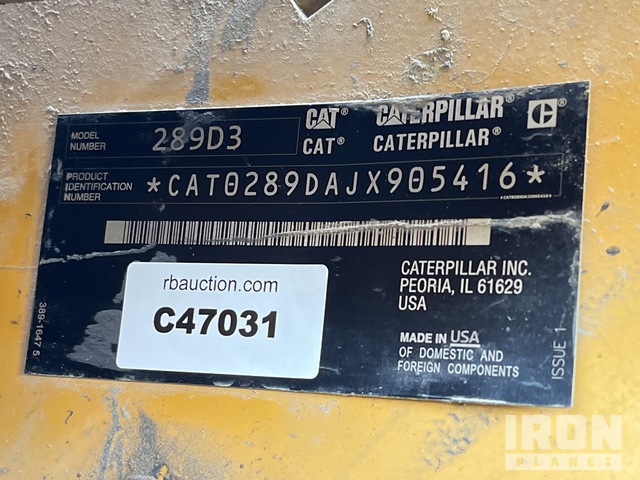 MODEL NUMBER 289D3
CAT CATERPILLAR C
CAT® CATERPILLAR®
PRODUCT IDENTIFICATION NUMBER *CAT0289DAJX905416*
*CAT0289DAJX905416*
rbauction.com
C47031
CATERPILLAR INC.
PEORIA, IL 61629
USA
MADE IN USA
OF DOMESTIC AND
FOREIGN COMPONENTS
389-1647 5
ISSUE 1
IRON
PLANET